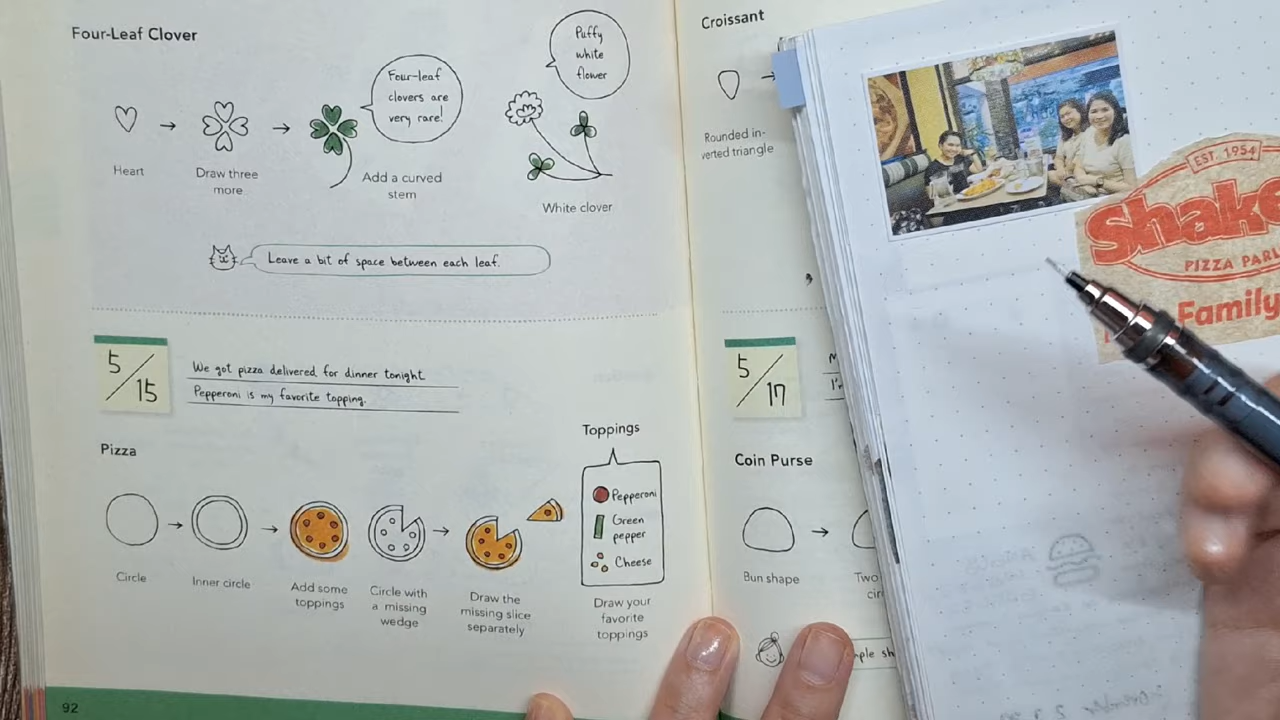 Four-Leaf Clover
Four-leaf
clovers are
very rare!
Puffy
white
flower
Heart
Draw three
more
Add a curved
stem
White clover
Leave a bit of space between each leaf.
5/15
We got pizza delivered for dinner tonight
Pepperoni is my favorite topping.
Pizza
Circle
Inner circle
Add some
toppings
Circle with
a missing
wedge
Draw the
missing slice
separately
Toppings
Pepperoni
Green
pepper
Cheese
Draw your
favorite
toppings
92
Croissant
Rounded in-
verted triangle
5/17
Coin Purse
Bun shape
EST. 1954
PIZZA
Family